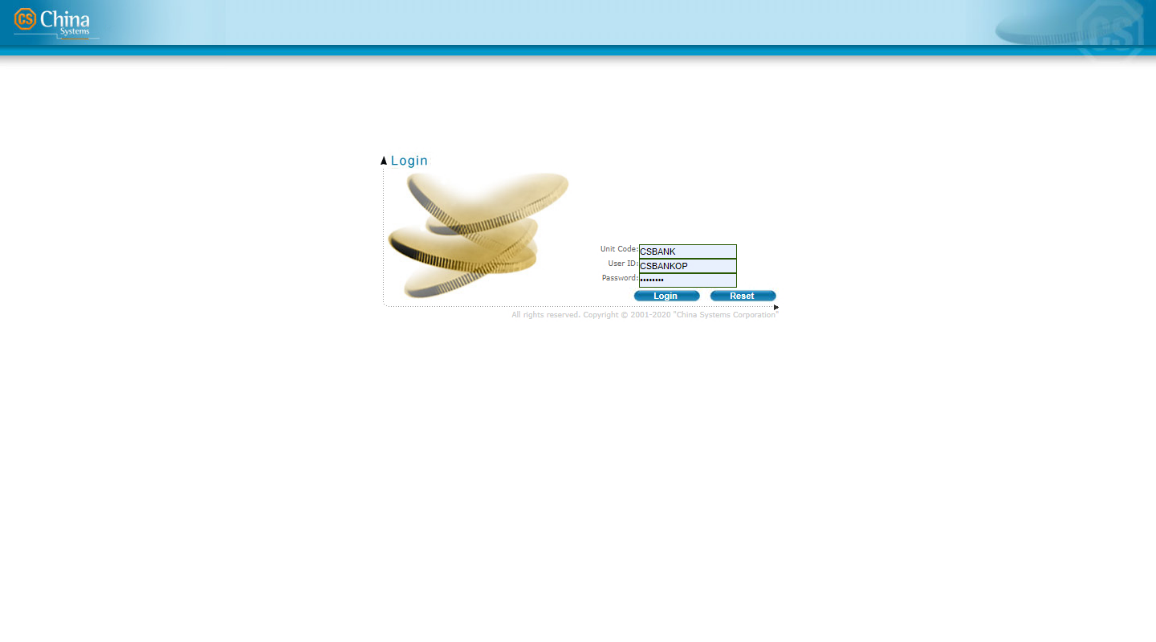 CS China
Systems
CS
Login
Unit Code: CSBANK
User ID: CSBANKOP
Password: ••••••••
Login Reset
All rights reserved. Copyright © 2001-2020 "China Systems Corporation"